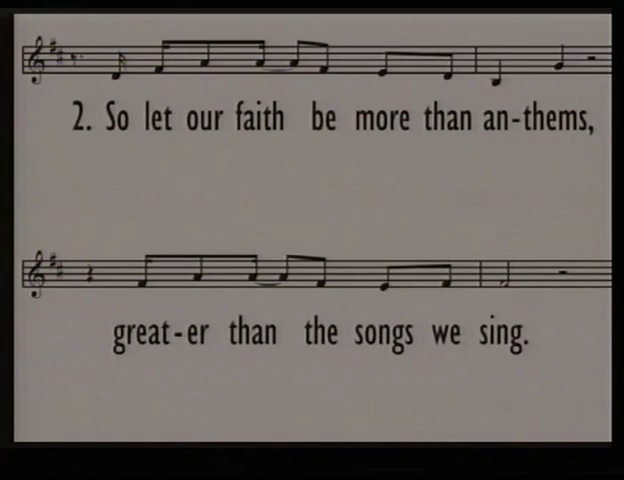 2. So let our faith be more than an-thems,
great-er than the songs we sing.